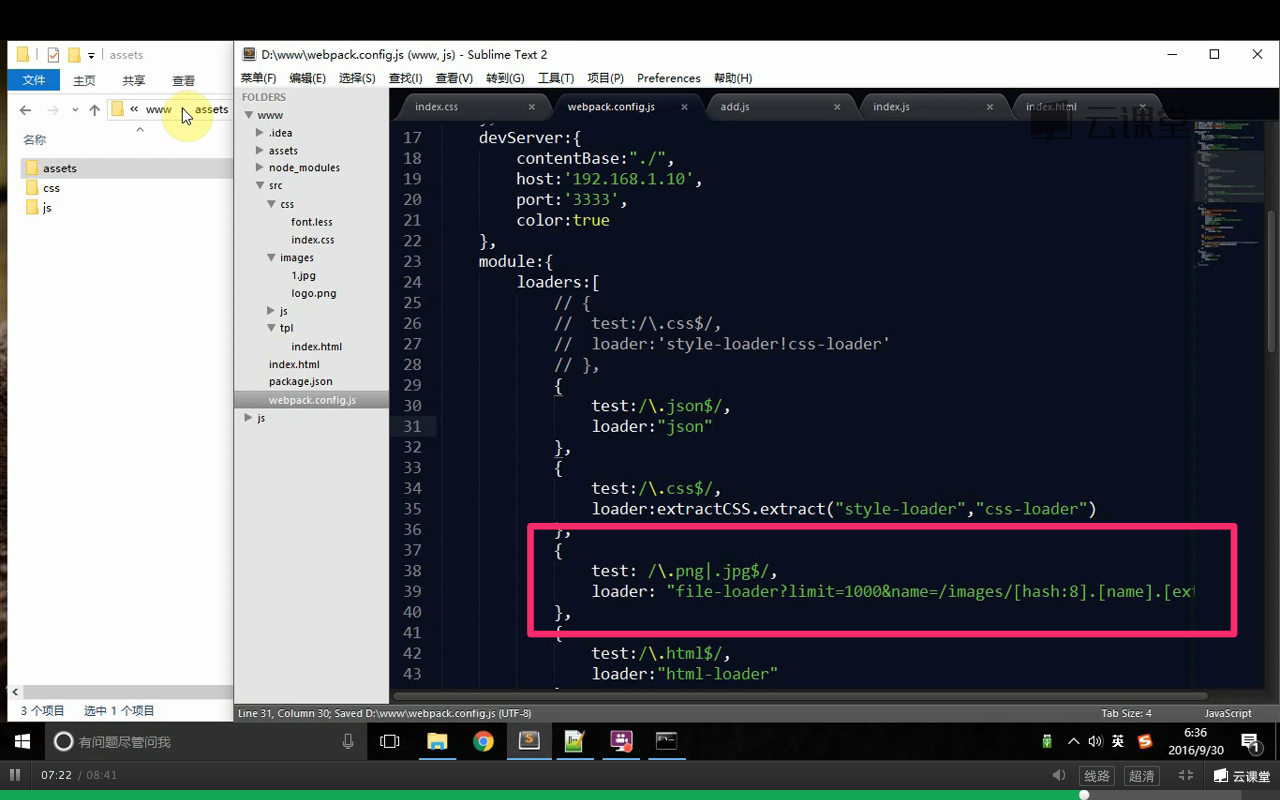 assets
文件 主页 共享 查看
« www assets
名称
assets
css
js
3 个项目 选中 1 个项目
D:\www\webpack.config.js (www, js) - Sublime Text 2
菜单(F) 编辑(E) 选择(S) 查找(I) 查看(V) 转到(G) 工具(T) 项目(P) Preferences 帮助(H)
FOLDERS
www
.idea
assets
node_modules
src
css
font.less
index.css
images
1.jpg
logo.png
js
tpl
index.html
index.html
package.json
webpack.config.js
js
index.css webpack.config.js add.js index.js index.html
云课堂
17 devServer:{
18 contentBase:"./",
19 host:'192.168.1.10',
20 port:'3333',
21 color:true
22 },
23 module:{
24 loaders:[
25 // {
26 // test:/\.css$/,
27 // loader:'style-loader!css-loader'
28 // },
29 {
30 test:/\.json$/,
31 loader:"json"
32 },
33 {
34 test:/\.css$/,
35 loader:extractCSS.extract("style-loader","css-loader")
36 },
37 {
38 test: /\.png|.jpg$/,
39 loader: "file-loader?limit=1000&name=/images/[hash:8].[name].[ext
40 },
41 {
42 test:/\.html$/,
43 loader:"html-loader"
Line 31, Column 30; Saved D:\www\webpack.config.js (UTF-8) Tab Size: 4 JavaScript
有问题尽管问我
英
6:36
2016/9/30
1
07:22 / 08:41
线路 超清 云课堂